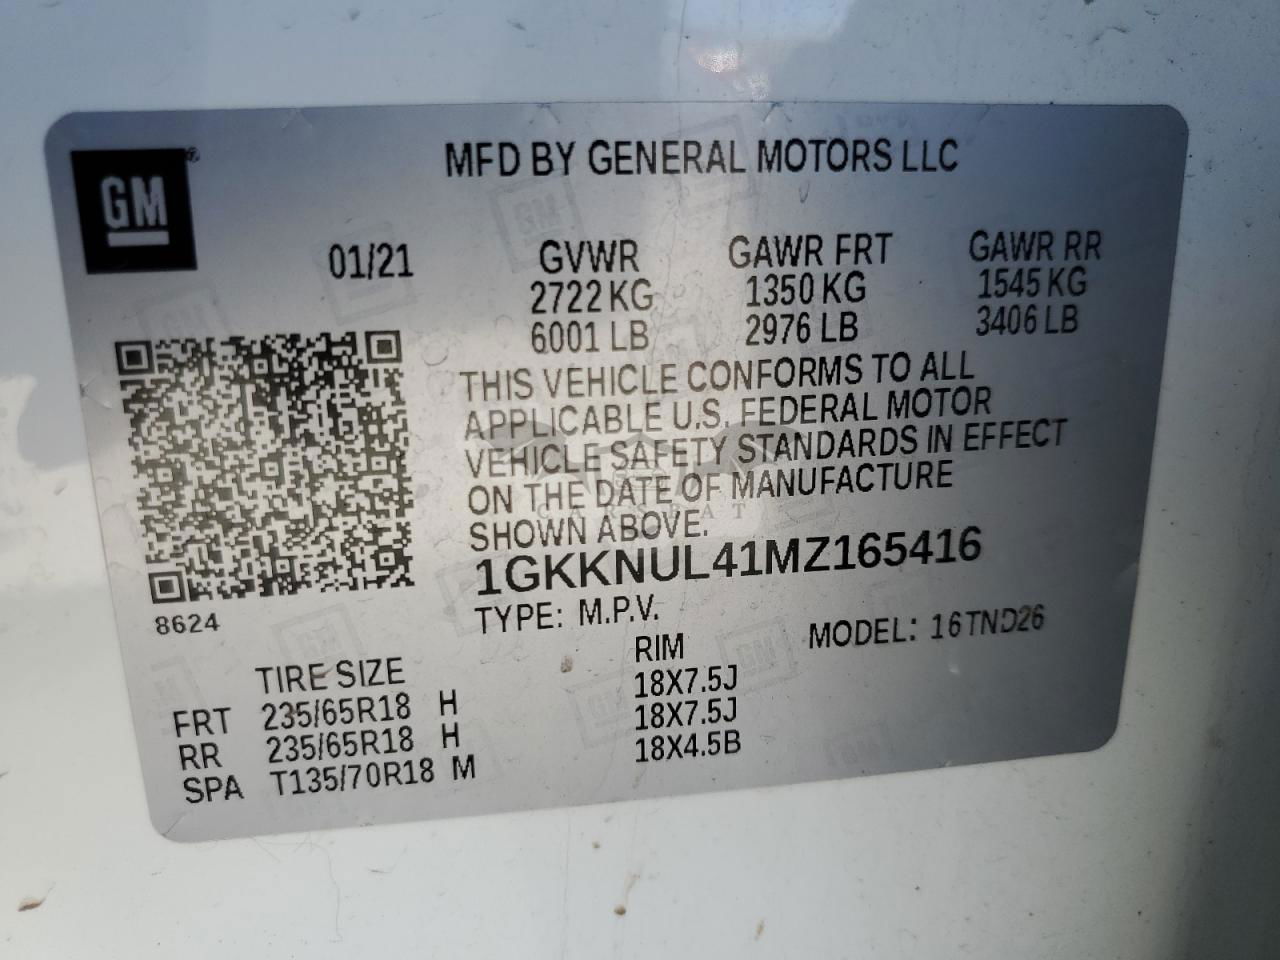 GM®
MFD BY GENERAL MOTORS LLC
01/21 GVWR GAWR FRT GAWR RR
2722 KG 1350 KG 1545 KG
6001 LB 2976 LB 3406 LB
THIS VEHICLE CONFORMS TO ALL
APPLICABLE U.S. FEDERAL MOTOR
VEHICLE SAFETY STANDARDS IN EFFECT
ON THE DATE OF MANUFACTURE
SHOWN ABOVE.
1GKKNUL41MZ165416
8624
TYPE: M.P.V. MODEL: 16TND26
TIRE SIZE RIM
FRT 235/65R18 H 18X7.5J
RR 235/65R18 H 18X7.5J
SPA T135/70R18 M 18X4.5B